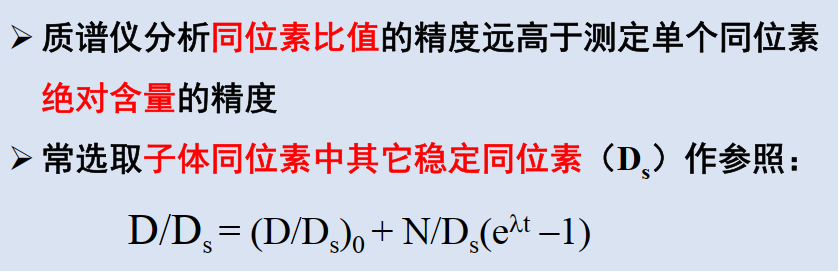 ➢ 质谱仪分析同位素比值的精度远高于测定单个同位素
绝对含量的精度
➢ 常选取子体同位素中其它稳定同位素（Dₛ）作参照：
D/Dₛ = (D/Dₛ)₀ + N/Dₛ(e^λt –1)